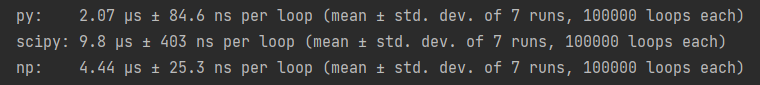 py:    2.07 µs ± 84.6 ns per loop (mean ± std. dev. of 7 runs, 100000 loops each)
scipy: 9.8 µs ± 403 ns per loop (mean ± std. dev. of 7 runs, 100000 loops each)
np:    4.44 µs ± 25.3 ns per loop (mean ± std. dev. of 7 runs, 100000 loops each)